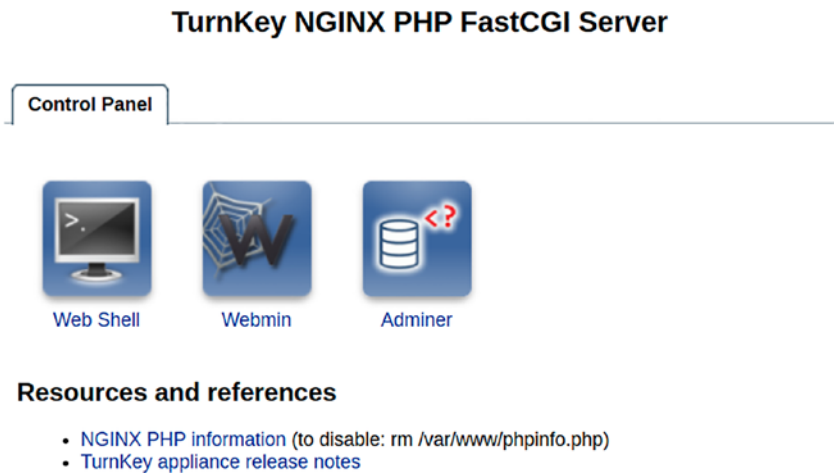 TurnKey NGINX PHP FastCGI Server
Control Panel
>.
W
<?
Web Shell Webmin Adminer
Resources and references
• NGINX PHP information (to disable: rm /var/www/phpinfo.php)
• TurnKey appliance release notes